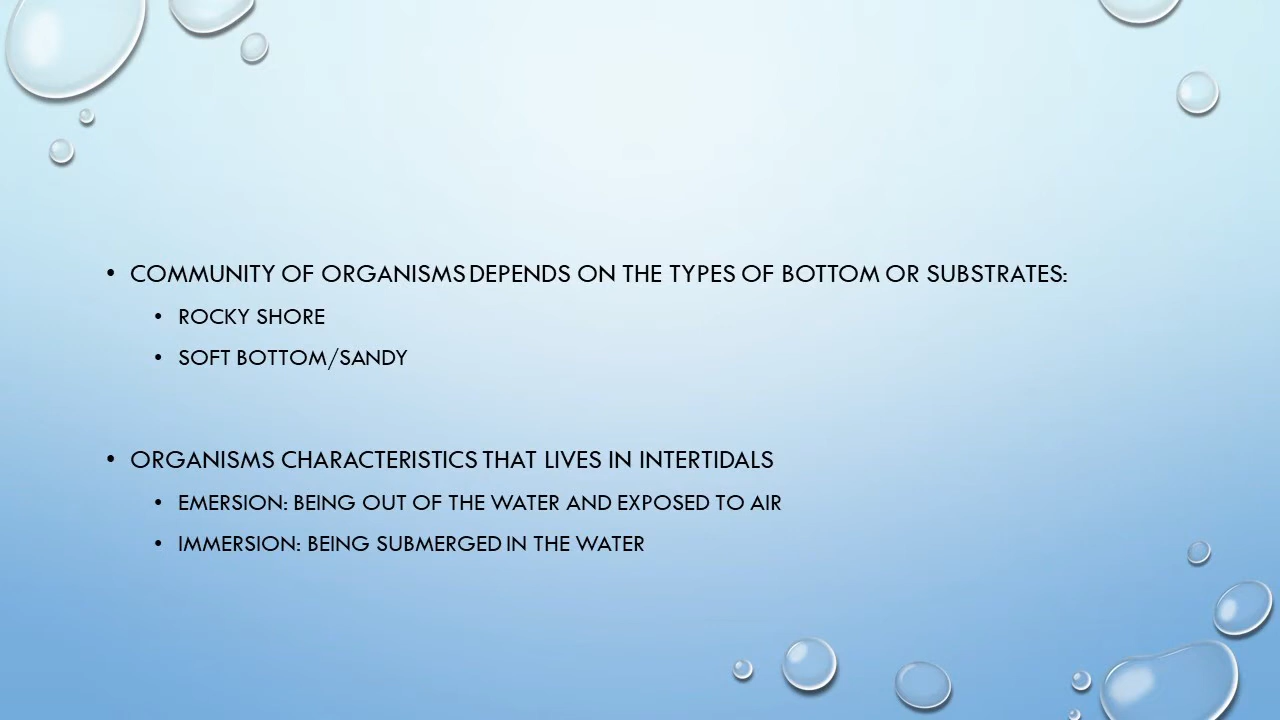 • COMMUNITY OF ORGANISMS DEPENDS ON THE TYPES OF BOTTOM OR SUBSTRATES:
• ROCKY SHORE
• SOFT BOTTOM/SANDY
• ORGANISMS CHARACTERISTICS THAT LIVES IN INTERTIDALS
• EMERSION: BEING OUT OF THE WATER AND EXPOSED TO AIR
• IMMERSION: BEING SUBMERGED IN THE WATER